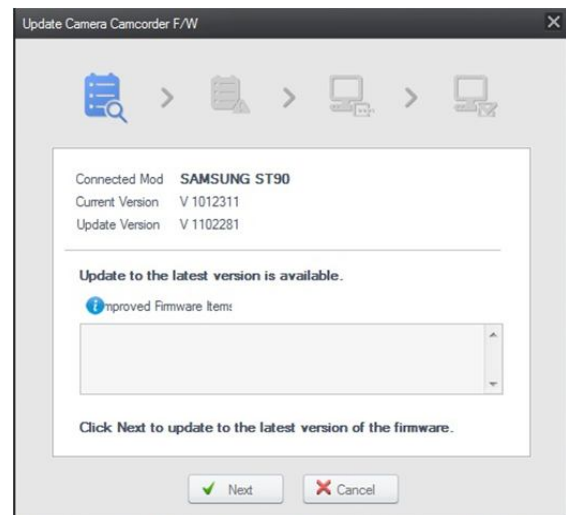 Update Camera Camcorder F/W
Connected Mod SAMSUNG ST90
Current Version V 1012311
Update Version V 1102281
Update to the latest version is available.
mproved Firmware Items
Click Next to update to the latest version of the firmware.
Next Cancel